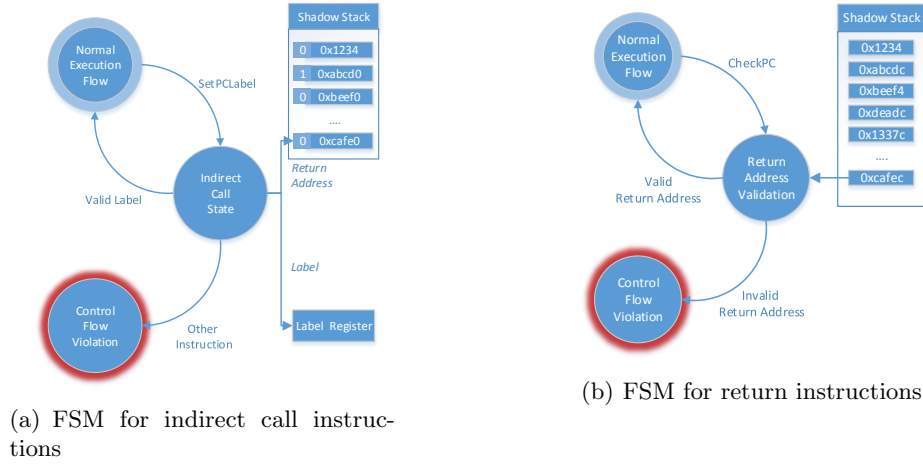 Shadow Stack
Normal
Execution
Flow
0 0x1234
1 0xabcd0
0 0xbeef0
....
0 0xcafe0
SetPCLabel
Return
Address
Valid Label
Indirect
Call
State
Label
Control
Flow
Violation
Other
Instruction
Label Register
(a) FSM for indirect call instruc-
tions
Shadow Stack
Normal
Execution
Flow
0x1234
0xabcdc
0xbeef4
0xdeadc
0x1337c
....
0xcafec
CheckPC
Return
Address
Validation
Valid
Return Address
Control
Flow
Violation
Invalid
Return Address
(b) FSM for return instructions